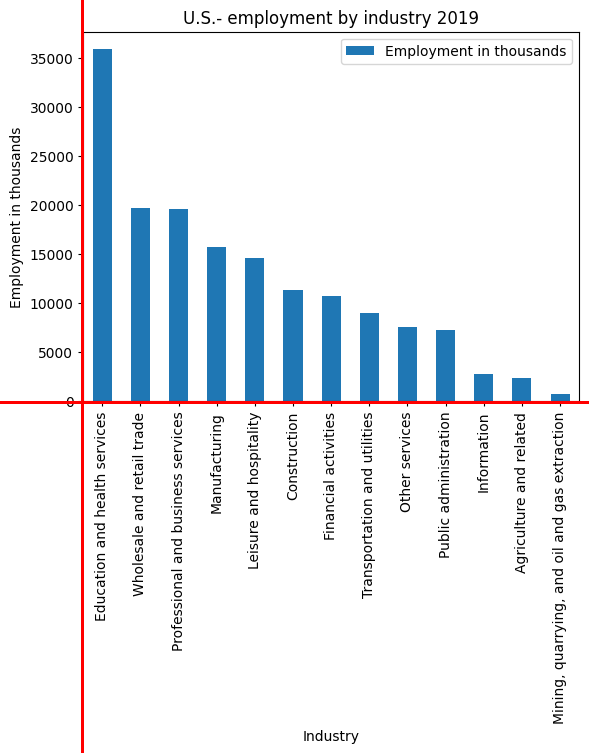 U.S.- employment by industry 2019
Employment in thousands
Employment in thousands
35000
30000
25000
20000
15000
10000
5000
0
Education and health services
Wholesale and retail trade
Professional and business services
Manufacturing
Leisure and hospitality
Construction
Financial activities
Transportation and utilities
Other services
Public administration
Information
Agriculture and related
Mining, quarrying, and oil and gas extraction
Industry